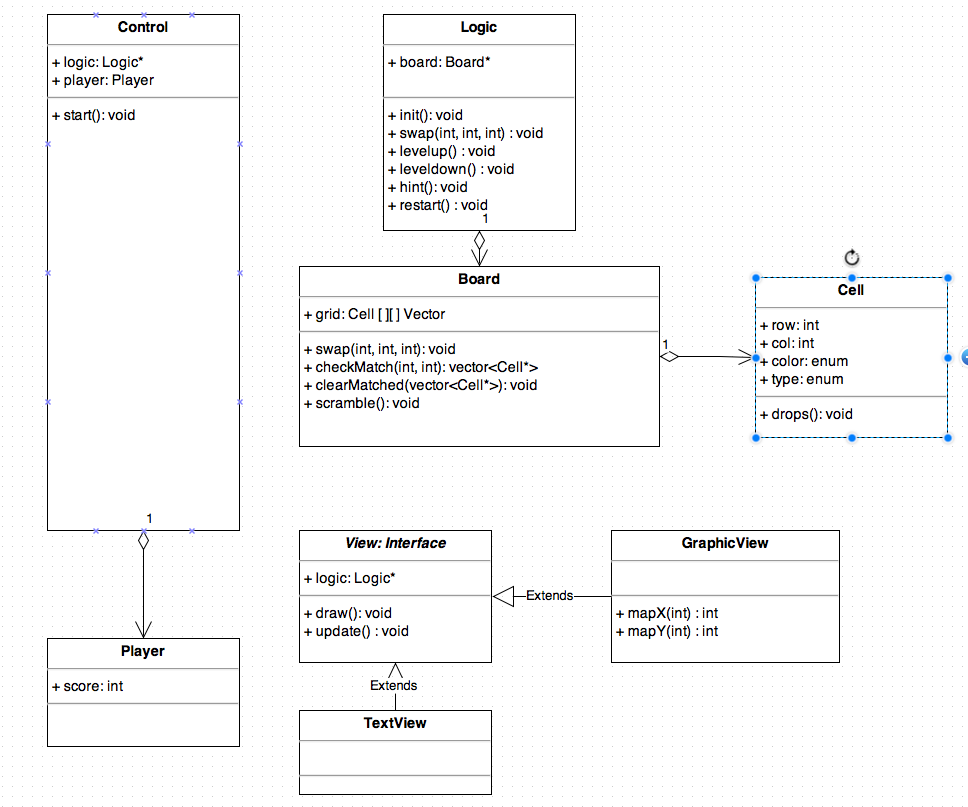 Control
+ logic: Logic*
+ player: Player
+ start(): void
1
Logic
+ board: Board*
+ init(): void
+ swap(int, int, int) : void
+ levelup() : void
+ leveldown() : void
+ hint(): void
+ restart() : void
1
Board
+ grid: Cell [ ][ ] Vector
+ swap(int, int, int): void
+ checkMatch(int, int): vector<Cell*>
+ clearMatched(vector<Cell*>): void
+ scramble(): void
1
Cell
+ row: int
+ col: int
+ color: enum
+ type: enum
+ drops(): void
Player
+ score: int
View: Interface
+ logic: Logic*
+ draw(): void
+ update() : void
Extends
GraphicView
+ mapX(int) : int
+ mapY(int) : int
Extends
TextView